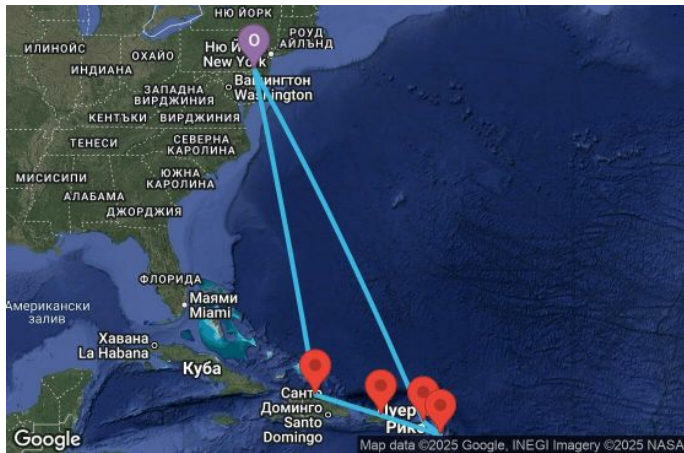 НЮ ЙОРК
РОУД
АЙЛЪНД
O
ИЛИНОЙС
ОХАЙО
Ню Йорк
New York
ИНДИАНА
Вашингтон
Washington
ЗАПАДНА
ВИРДЖИНИЯ
КЕНТЪКИ
ВИРДЖИНИЯ
ТЕНЕСИ
СЕВЕРНА
КАРОЛИНА
МИСИСИПИ
ЮЖНА
КАРОЛИНА
АЛАБАМА
ДЖОРДЖИЯ
ФЛОРИДА
Американски
залив
Маями
Miami
Хавана
La Habana
Куба
Санто
Доминго
Santo
Domingo
Google
Map data ©2025 Google, INEGI Imagery ©2025 NASA